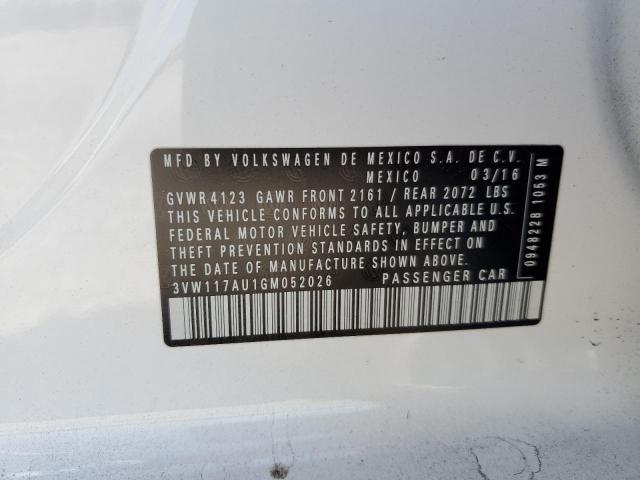 MFD BY VOLKSWAGEN DE MEXICO S.A. DE C.V.
MEXICO 03/16
GVWR 4123 GAWR FRONT 2161 / REAR 2072 LBS
THIS VEHICLE CONFORMS TO ALL APPLICABLE U.S.
FEDERAL MOTOR VEHICLE SAFETY, BUMPER AND
THEFT PREVENTION STANDARDS IN EFFECT ON
THE DATE OF MANUFACTURE SHOWN ABOVE.
3VW117AU1GM052026 PASSENGER CAR
0948228 1053 M